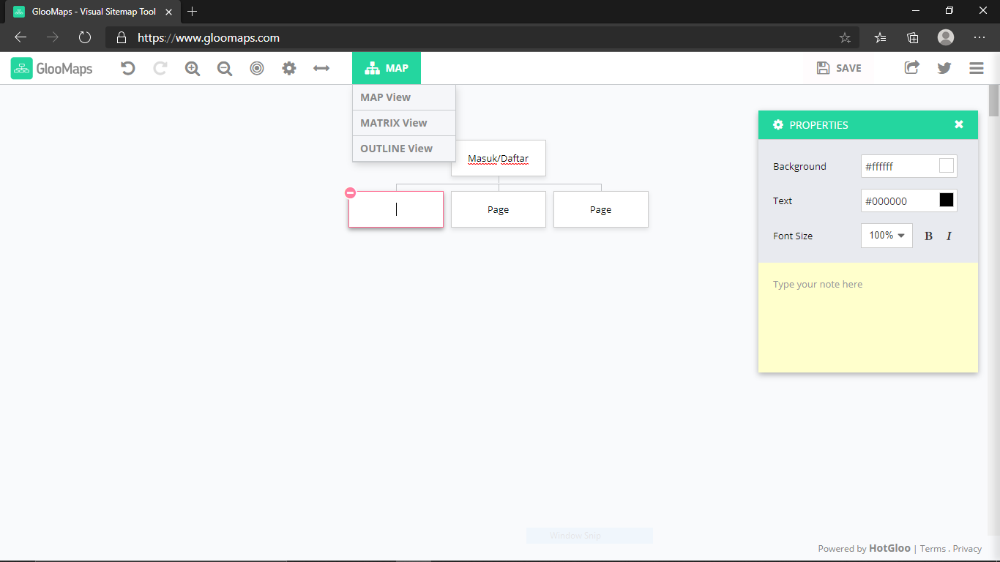 GlooMaps - Visual Sitemap Tool
https://www.gloomaps.com
GlooMaps
MAP
SAVE
MAP View
MATRIX View
OUTLINE View
Masuk/Daftar
Page
Page
PROPERTIES
Background
#ffffff
Text
#000000
Font Size
100%
B
I
Type your note here
Window Snip
Powered by HotGloo | Terms . Privacy